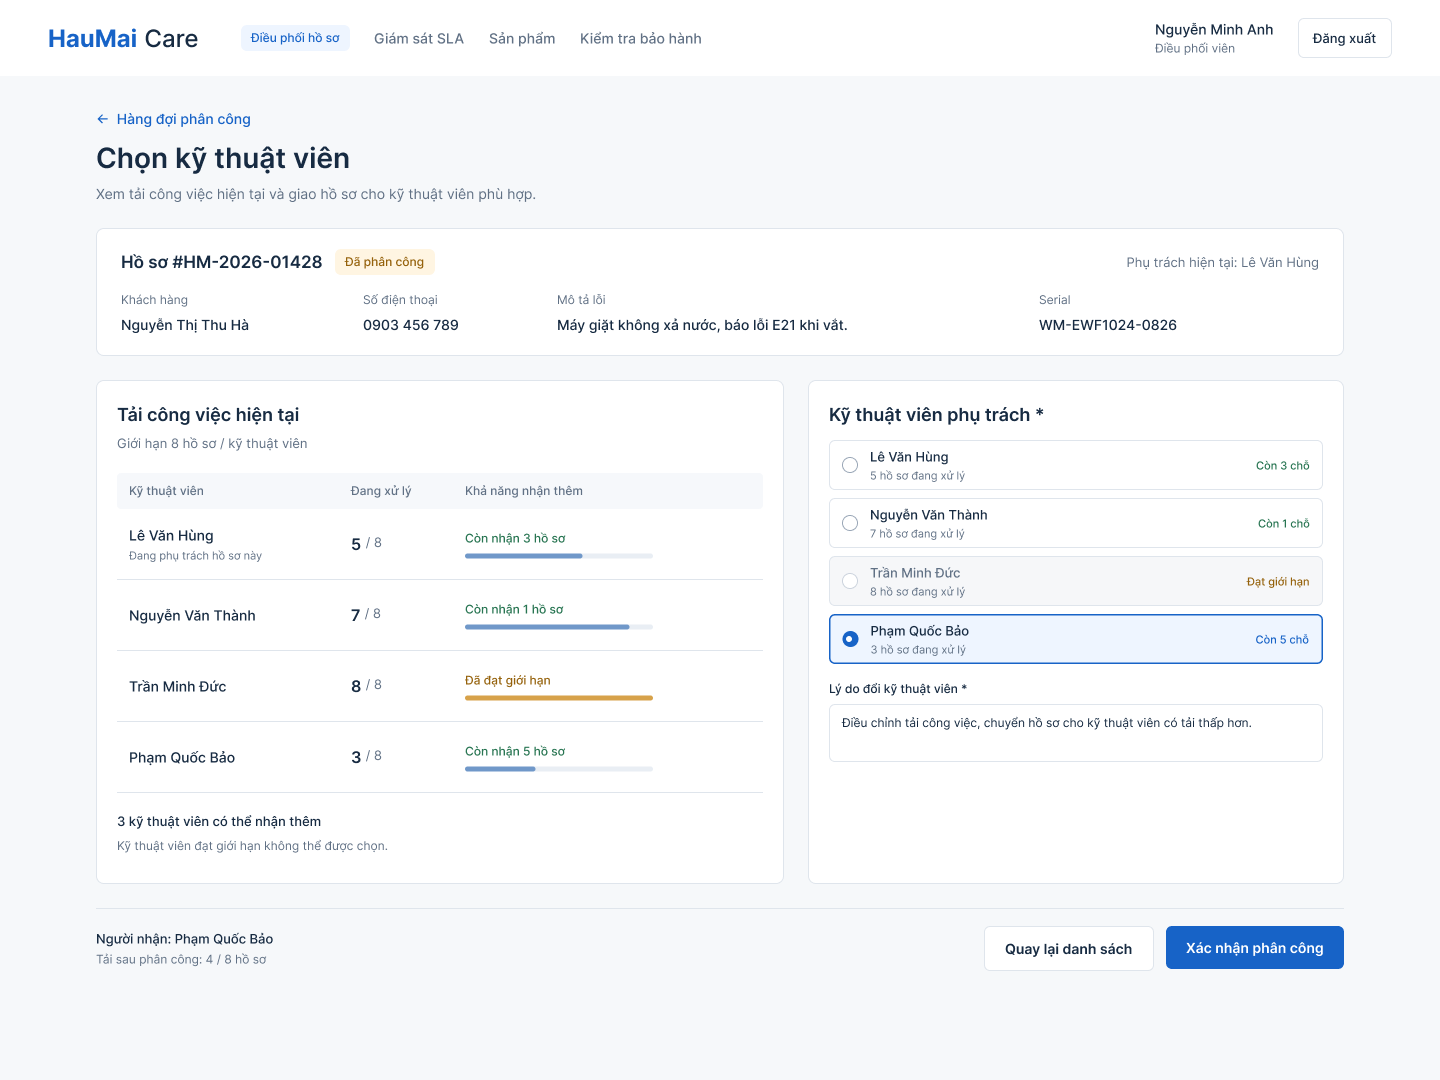 HauMai Care
Điều phối hồ sơ
Giám sát SLA
Sản phẩm
Kiểm tra bảo hành
Nguyễn Minh Anh
Điều phối viên
Đăng xuất
← Hàng đợi phân công
Chọn kỹ thuật viên
Xem tải công việc hiện tại và giao hồ sơ cho kỹ thuật viên phù hợp.
Hồ sơ #HM-2026-01428
Đã phân công
Phụ trách hiện tại: Lê Văn Hùng
Khách hàng
Nguyễn Thị Thu Hà
Số điện thoại
0903 456 789
Mô tả lỗi
Máy giặt không xả nước, báo lỗi E21 khi vắt.
Serial
WM-EWF1024-0826
Tải công việc hiện tại
Giới hạn 8 hồ sơ / kỹ thuật viên
Kỹ thuật viên
Đang xử lý
Khả năng nhận thêm
Lê Văn Hùng
Đang phụ trách hồ sơ này
5 / 8
Còn nhận 3 hồ sơ
Nguyễn Văn Thành
7 / 8
Còn nhận 1 hồ sơ
Trần Minh Đức
8 / 8
Đã đạt giới hạn
Phạm Quốc Bảo
3 / 8
Còn nhận 5 hồ sơ
3 kỹ thuật viên có thể nhận thêm
Kỹ thuật viên đạt giới hạn không thể được chọn.
Kỹ thuật viên phụ trách *
Lê Văn Hùng
5 hồ sơ đang xử lý
Còn 3 chỗ
Nguyễn Văn Thành
7 hồ sơ đang xử lý
Còn 1 chỗ
Trần Minh Đức
8 hồ sơ đang xử lý
Đạt giới hạn
Phạm Quốc Bảo
3 hồ sơ đang xử lý
Còn 5 chỗ
Lý do đổi kỹ thuật viên *
Điều chỉnh tải công việc, chuyển hồ sơ cho kỹ thuật viên có tải thấp hơn.
Người nhận: Phạm Quốc Bảo
Tải sau phân công: 4 / 8 hồ sơ
Quay lại danh sách
Xác nhận phân công